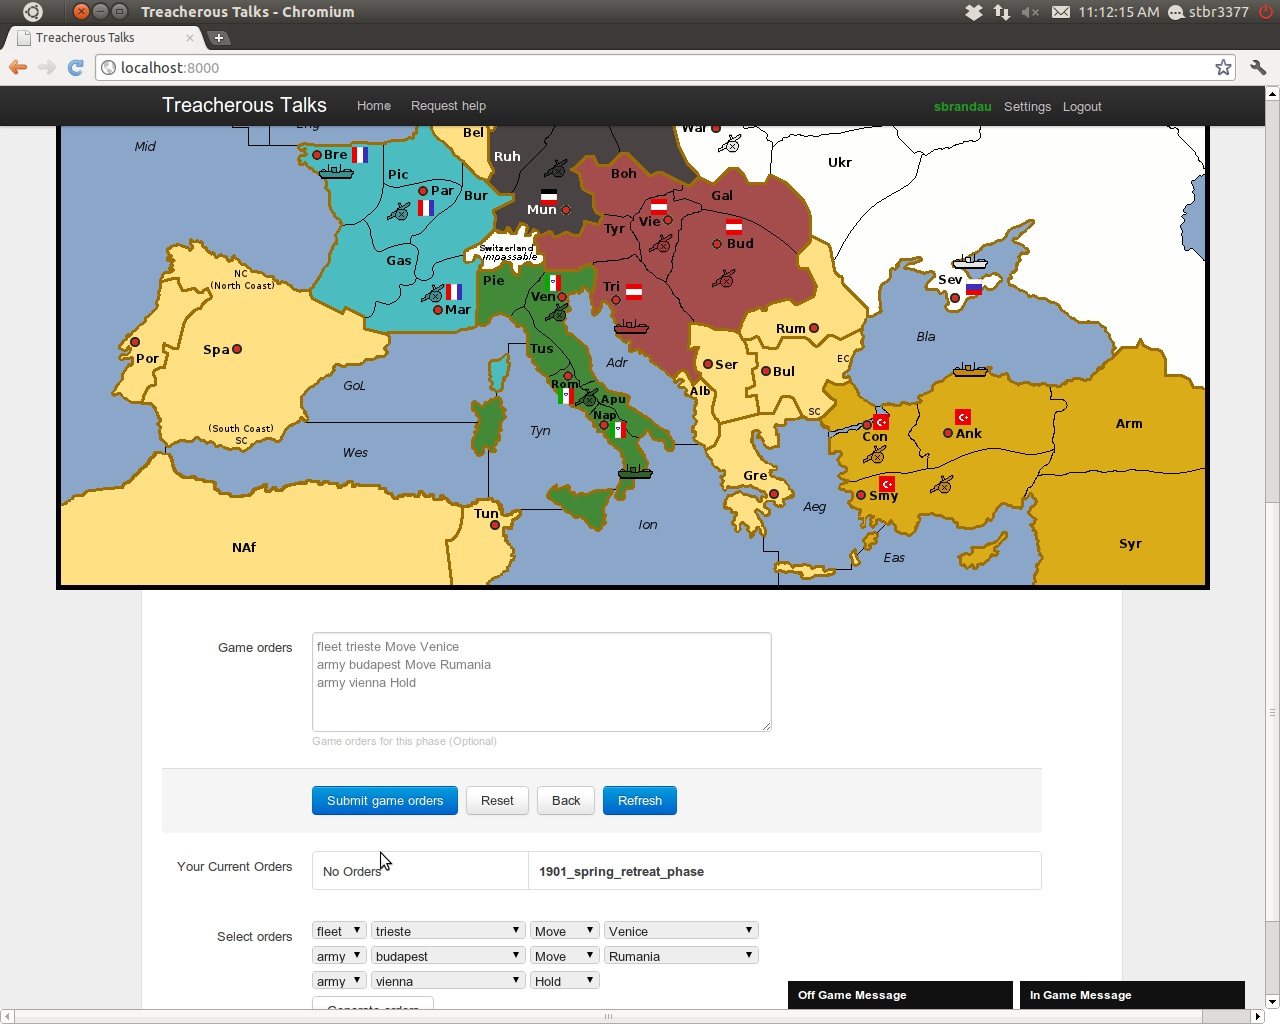 Treacherous Talks - Chromium
11:12:15 AM
stbr3377
Treacherous Talks
localhost:8000
Treacherous Talks
Home
Request help
sbrandau
Settings
Logout
Eng
Bel
War
Mid
Bre
Ruh
Ukr
Pic
Par
Bur
Boh
Gal
Mun
Vie
Tyr
Bud
Switzerland
impassable
Gas
NC
(North Coast)
Pie
Ven
Tri
Sev
Mar
Rum
Bla
Por
Spa
Tus
Adr
Ser
Bul
EC
GoL
Rom
Alb
Apu
Nap
SC
(South Coast)
SC
Tyn
Con
Ank
Arm
Wes
Gre
Smy
Tun
Ion
Aeg
NAf
Eas
Syr
Game orders
fleet trieste Move Venice
army budapest Move Rumania
army vienna Hold
Game orders for this phase (Optional)
Submit game orders
Reset
Back
Refresh
Your Current Orders
No Orders
1901_spring_retreat_phase
Select orders
fleet trieste Move Venice
army budapest Move Rumania
army vienna Hold
Generate orders
Off Game Message
In Game Message